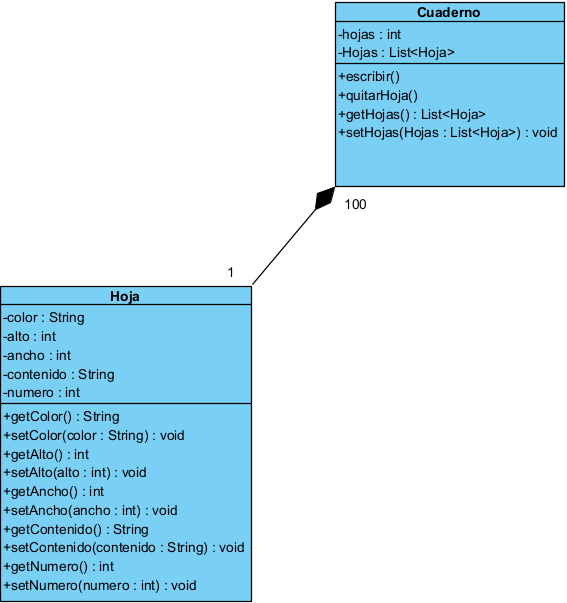 Cuaderno
-hojas : int
-Hojas : List<Hoja>
+escribir()
+quitarHoja()
+getHojas() : List<Hoja>
+setHojas(Hojas : List<Hoja>) : void
100
1
Hoja
-color : String
-alto : int
-ancho : int
-contenido : String
-numero : int
+getColor() : String
+setColor(color : String) : void
+getAlto() : int
+setAlto(alto : int) : void
+getAncho() : int
+setAncho(ancho : int) : void
+getContenido() : String
+setContenido(contenido : String) : void
+getNumero() : int
+setNumero(numero : int) : void